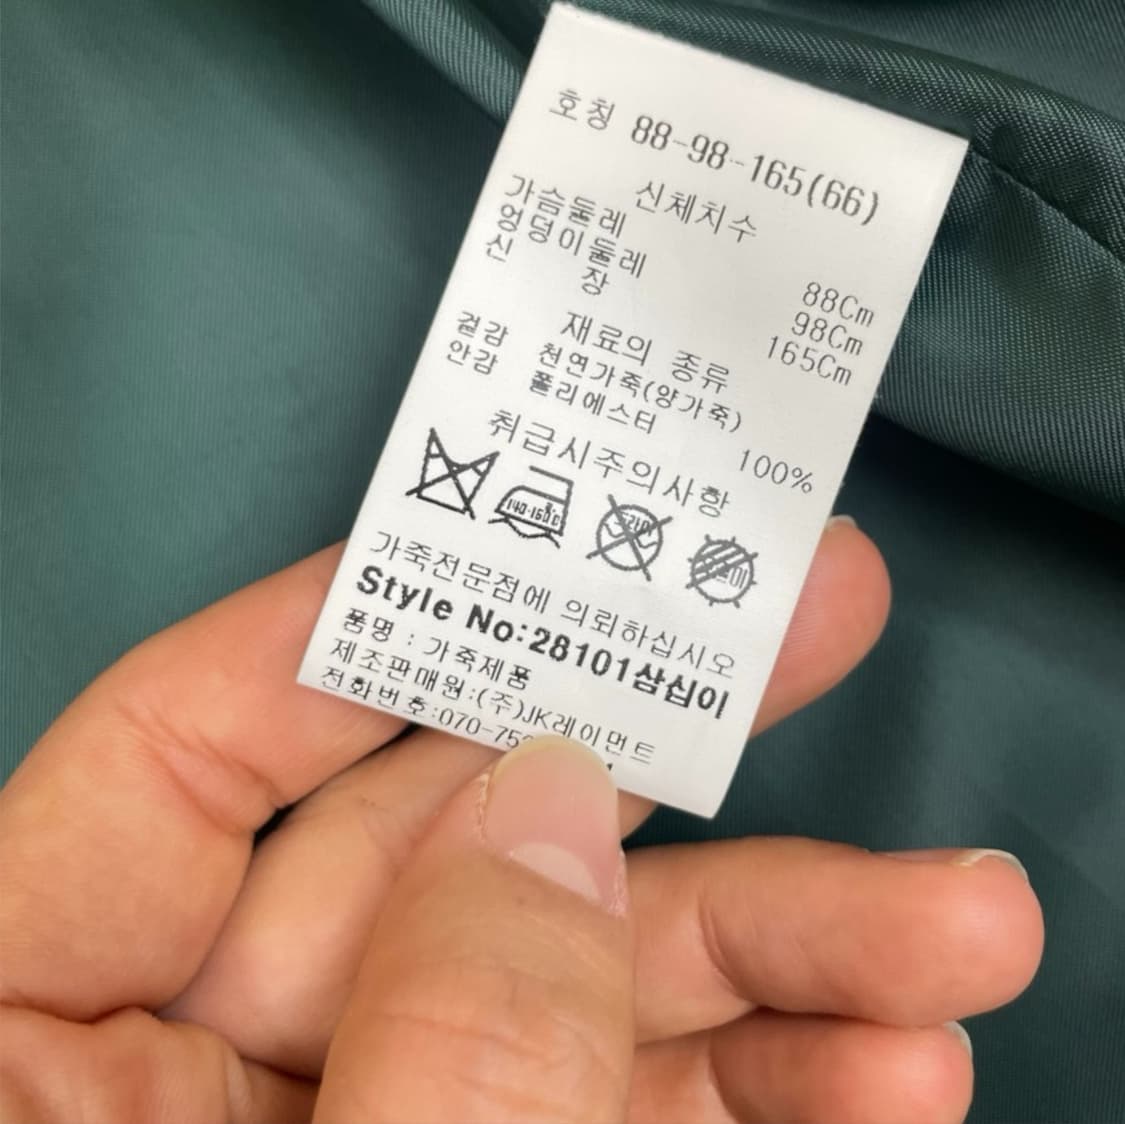 호칭 88-98-165(66)
신체치수
가슴둘레 88Cm
엉덩이둘레 98Cm
신 장 165Cm
재료의 종류
겉감 천연가죽(양가죽)
안감 폴리에스터 100%
취급시주의사항
140-160℃
가죽전문점에 의뢰하십시오
Style No:28101삼십이
품명 : 가죽제품
제조판매원:(주)JK레이먼트
전화번호:070-75